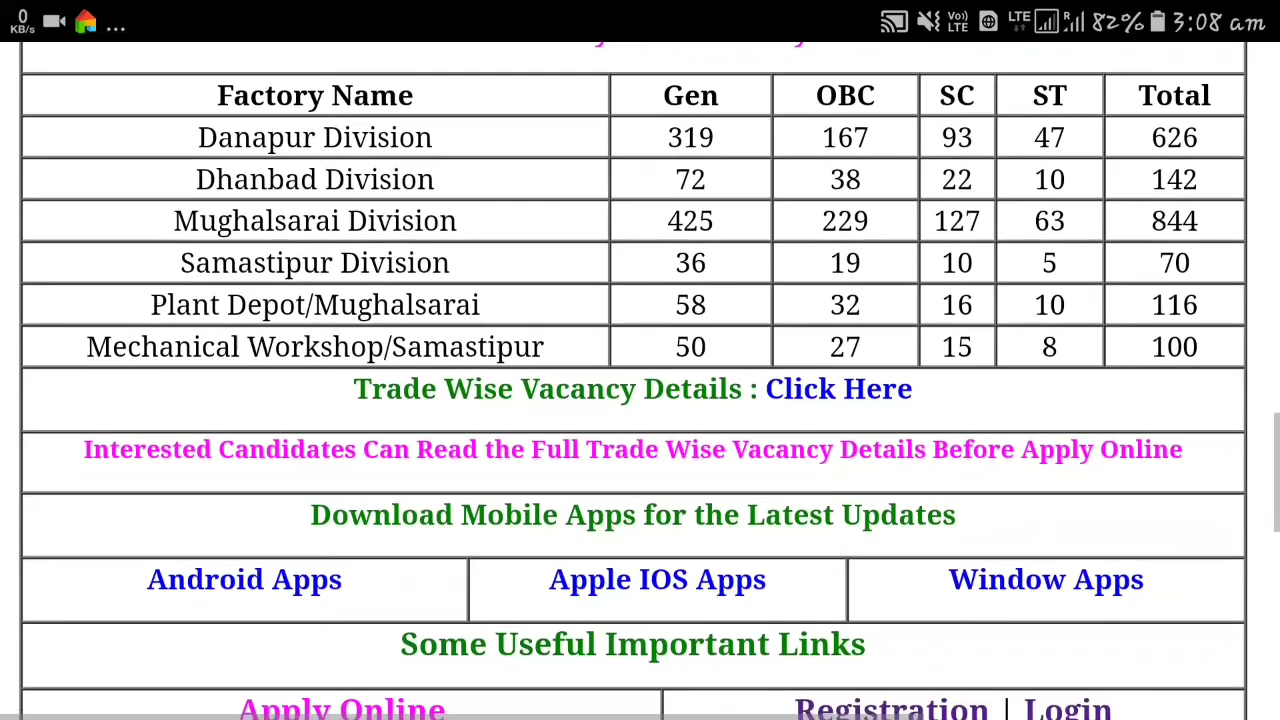 0 KB/s ... Vo)) LTE LTE R 82% 3:08 am
Factory Name Gen OBC SC ST Total
Danapur Division 319 167 93 47 626
Dhanbad Division 72 38 22 10 142
Mughalsarai Division 425 229 127 63 844
Samastipur Division 36 19 10 5 70
Plant Depot/Mughalsarai 58 32 16 10 116
Mechanical Workshop/Samastipur 50 27 15 8 100
Trade Wise Vacancy Details : Click Here
Interested Candidates Can Read the Full Trade Wise Vacancy Details Before Apply Online
Download Mobile Apps for the Latest Updates
Android Apps Apple IOS Apps Window Apps
Some Useful Important Links
Apply Online Registration | Login